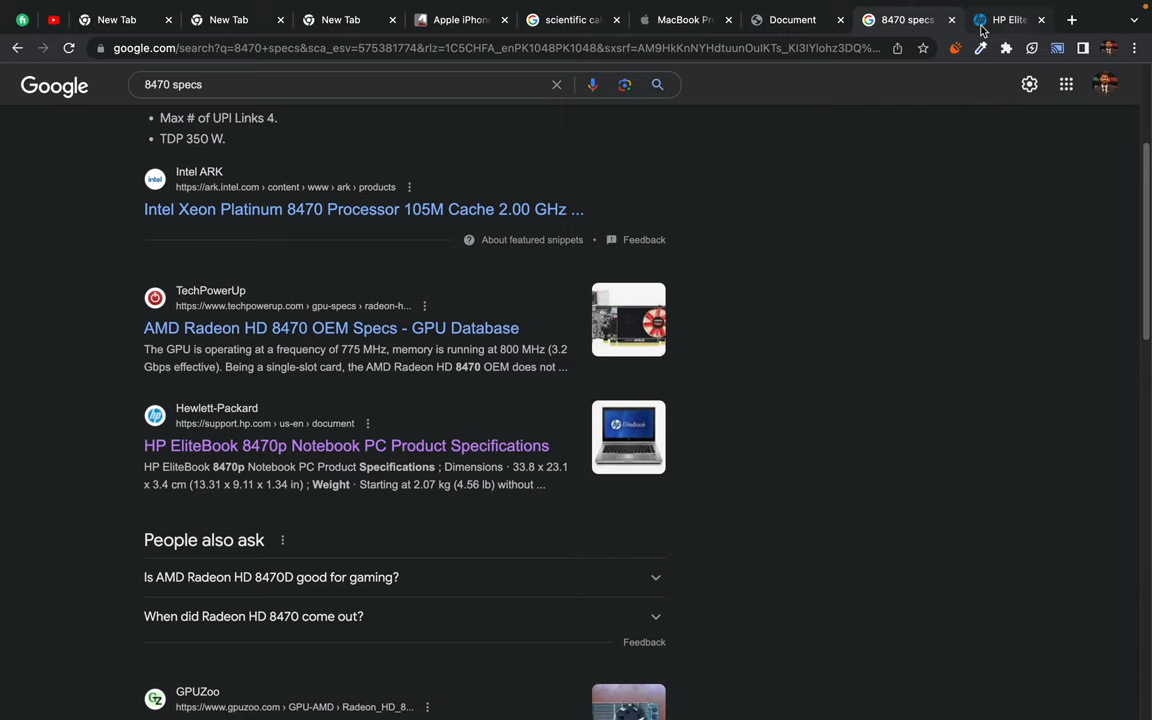 New Tab
New Tab
New Tab
Apple iPhon
scientific cal
MacBook Pr
Document
8470 specs
HP Elite
google.com/search?q=8470+specs&sca_esv=575381774&rlz=1C5CHFA_enPK1048PK1048&sxsrf=AM9HkKnNYHdtuunOulKTs_KI3IYlohz3DQ%...
Google
8470 specs
• Max # of UPI Links 4.
• TDP 350 W.
intel
Intel ARK
https://ark.intel.com › content › www › ark › products
Intel Xeon Platinum 8470 Processor 105M Cache 2.00 GHz ...
About featured snippets • Feedback
TechPowerUp
https://www.techpowerup.com › gpu-specs › radeon-h...
AMD Radeon HD 8470 OEM Specs - GPU Database
The GPU is operating at a frequency of 775 MHz, memory is running at 800 MHz (3.2
Gbps effective). Being a single-slot card, the AMD Radeon HD 8470 OEM does not ...
hp
Hewlett-Packard
https://support.hp.com › us-en › document
HP EliteBook 8470p Notebook PC Product Specifications
HP EliteBook 8470p Notebook PC Product Specifications ; Dimensions · 33.8 x 23.1
x 3.4 cm (13.31 x 9.11 x 1.34 in) ; Weight · Starting at 2.07 kg (4.56 lb) without ...
EliteBook
People also ask
Is AMD Radeon HD 8470D good for gaming?
When did Radeon HD 8470 come out?
Feedback
GZ
GPUZoo
https://www.gpuzoo.com › GPU-AMD › Radeon_HD_8...